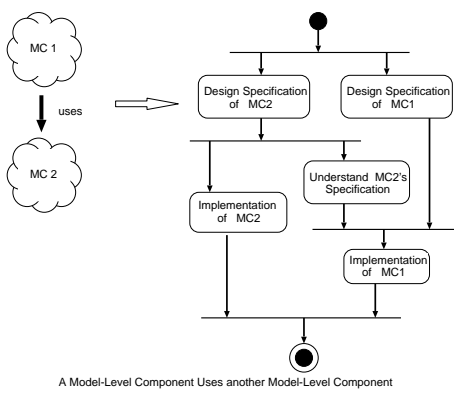 MC 1
uses
MC 2
Design Specification
of MC2
Design Specification
of MC1
Understand MC2's
Specification
Implementation
of MC2
Implementation
of MC1
A Model-Level Component Uses another Model-Level Component